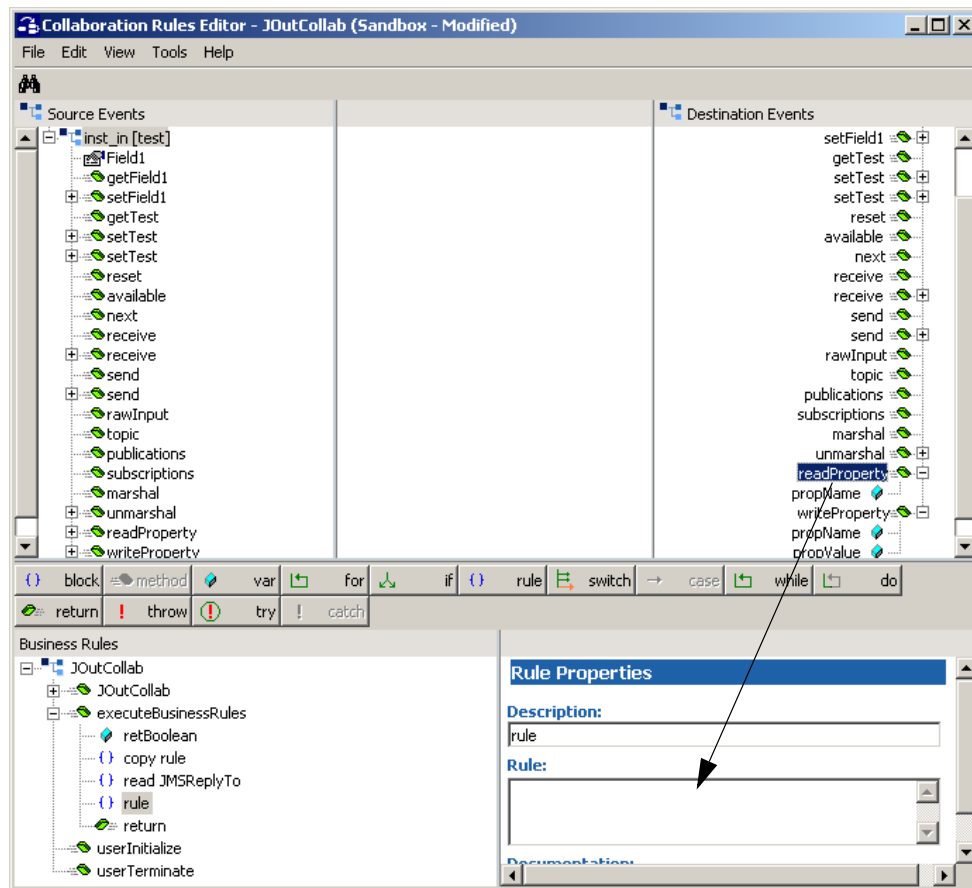 Collaboration Rules Editor - JOutCollab (Sandbox - Modified)
File Edit View Tools Help
Source Events
inst_in [test]
Field1
getField1
setField1
getTest
setTest
setTest
reset
available
next
receive
receive
send
send
rawInput
topic
publications
subscriptions
marshal
unmarshal
readProperty
writeProperty
Destination Events
setField1
getTest
setTest
setTest
reset
available
next
receive
receive
send
send
rawInput
topic
publications
subscriptions
marshal
unmarshal
readProperty
propName
writeProperty
propName
propValue
block method var for if rule switch case while do
return throw try catch
Business Rules
JOutCollab
JOutCollab
executeBusinessRules
retBoolean
copy rule
read JMSReplyTo
rule
return
userInitialize
userTerminate
Rule Properties
Description:
rule
Rule:
Documentation: